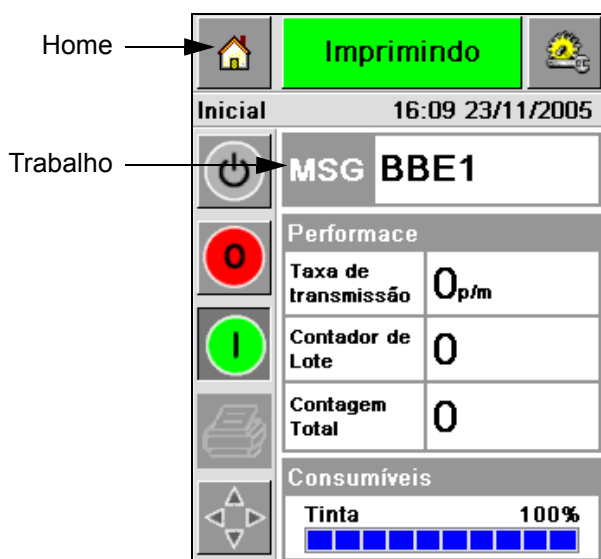 Home
Imprimindo
Inicial 16:09 23/11/2005
Trabalho
MSG BBE1
Performace
Taxa de
transmissão 0p/m
Contador de
Lote 0
Contagem
Total 0
Consumíveis
Tinta 100%